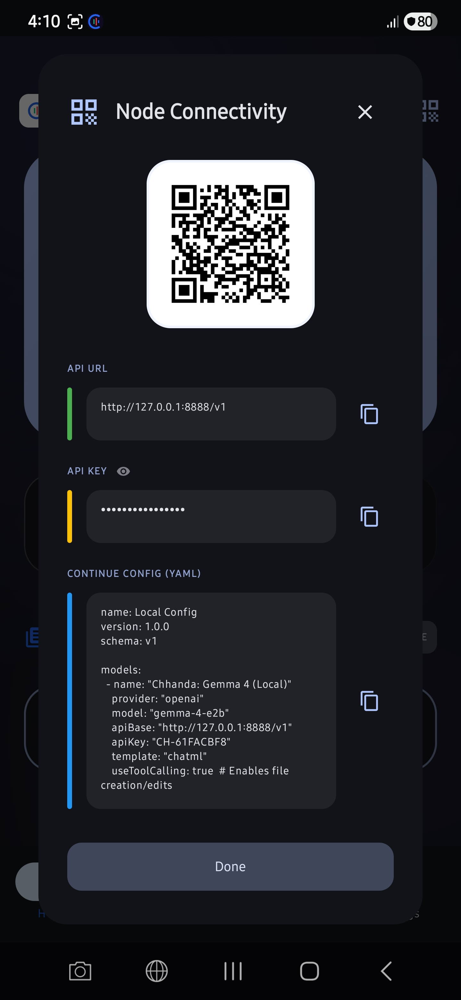 4:10
80
Node Connectivity
API URL
http://127.0.0.1:8888/v1
API KEY
•••••••••••••••• 
CONTINUE CONFIG (YAML)
name: Local Config
version: 1.0.0
schema: v1
models:
- name: "Chhanda: Gemma 4 (Local)"
provider: "openai"
model: "gemma-4-e2b"
apiBase: "http://127.0.0.1:8888/v1"
apiKey: "CH-61FACBF8"
template: "chatml"
useToolCalling: true # Enables file
creation/edits
E
Done
H
s